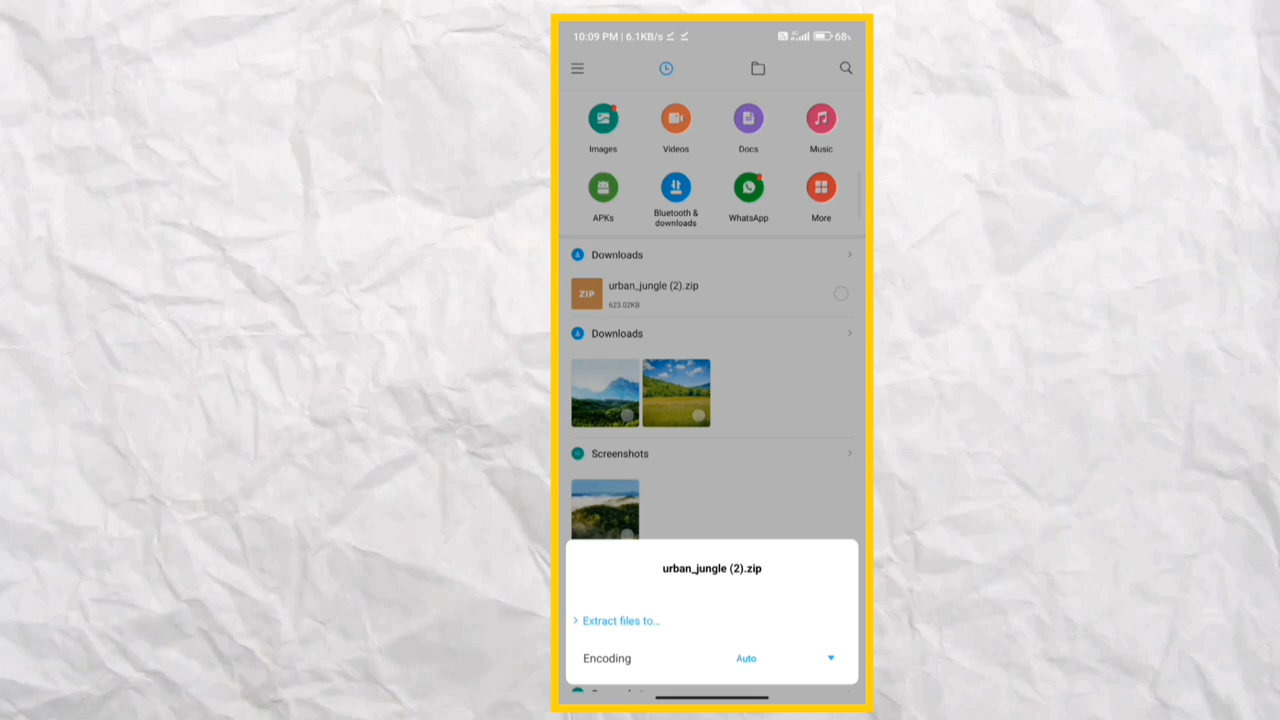 10:09 PM | 6.1KB/s
4G
68%
Images
Videos
Docs
Music
APKs
Bluetooth &
downloads
WhatsApp
More
Downloads
ZIP
urban_jungle (2).zip
623.02KB
Downloads
Screenshots
urban_jungle (2).zip
Extract files to...
Encoding
Auto